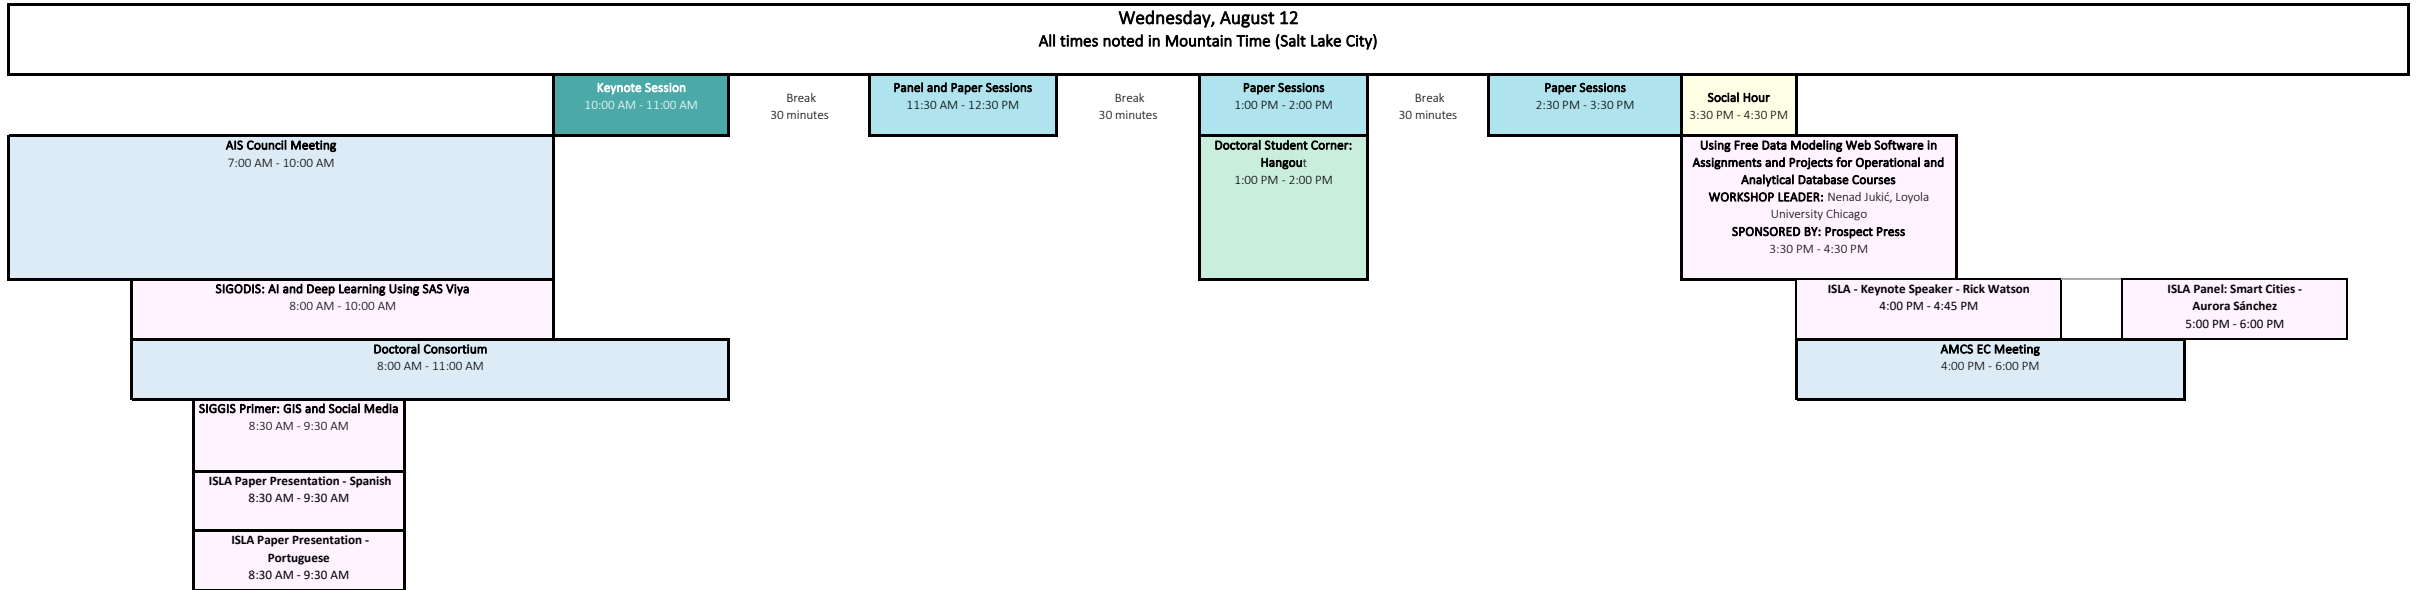 Wednesday, August 12
All times noted in Mountain Time (Salt Lake City)
Keynote Session
10:00 AM - 11:00 AM
Break
30 minutes
Panel and Paper Sessions
11:30 AM - 12:30 PM
Break
30 minutes
Paper Sessions
1:00 PM - 2:00 PM
Break
30 minutes
Paper Sessions
2:30 PM - 3:30 PM
Social Hour
3:30 PM - 4:30 PM
AIS Council Meeting
7:00 AM - 10:00 AM
Doctoral Student Corner:
Hangout
1:00 PM - 2:00 PM
Using Free Data Modeling Web Software in
Assignments and Projects for Operational and
Analytical Database Courses
WORKSHOP LEADER: Nenad Jukić, Loyola
University Chicago
SPONSORED BY: Prospect Press
3:30 PM - 4:30 PM
SIGODIS: AI and Deep Learning Using SAS Viya
8:00 AM - 10:00 AM
ISLA - Keynote Speaker - Rick Watson
4:00 PM - 4:45 PM
ISLA Panel: Smart Cities -
Aurora Sánchez
5:00 PM - 6:00 PM
Doctoral Consortium
8:00 AM - 11:00 AM
AMCS EC Meeting
4:00 PM - 6:00 PM
SIGGIS Primer: GIS and Social Media
8:30 AM - 9:30 AM
ISLA Paper Presentation - Spanish
8:30 AM - 9:30 AM
ISLA Paper Presentation -
Portuguese
8:30 AM - 9:30 AM